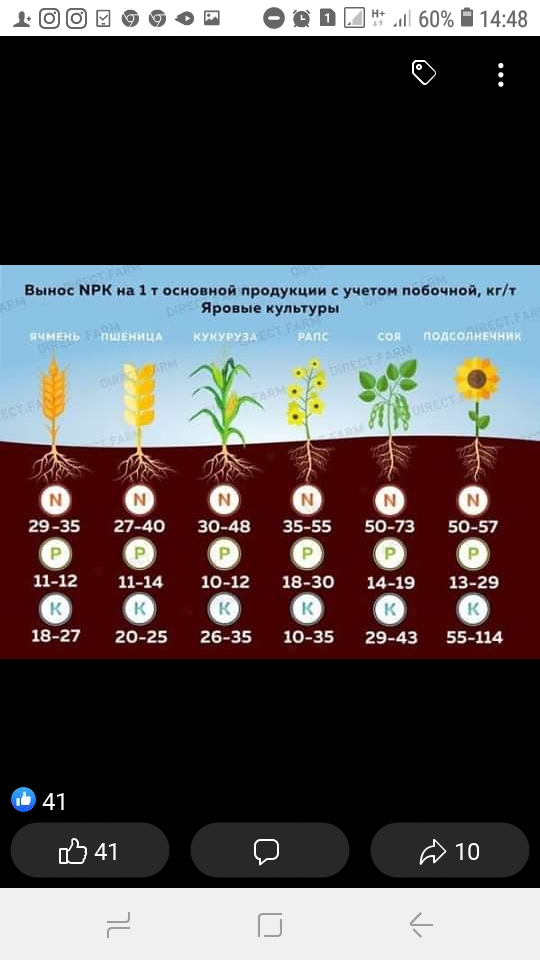 1
H+
60%
14:48
Вынос NPK на 1 т основной продукции с учетом побочной, кг/т
Яровые культуры
ЯЧМЕНЬ ПШЕНИЦА КУКУРУЗА РАПС СОЯ ПОДСОЛНЕЧНИК
DIRECT.FARM
N N N N N N
29-35 27-40 30-48 35-55 50-73 50-57
P P P P P P
11-12 11-14 10-12 18-30 14-19 13-29
K K K K K K
18-27 20-25 26-35 10-35 29-43 55-114
41
41
10